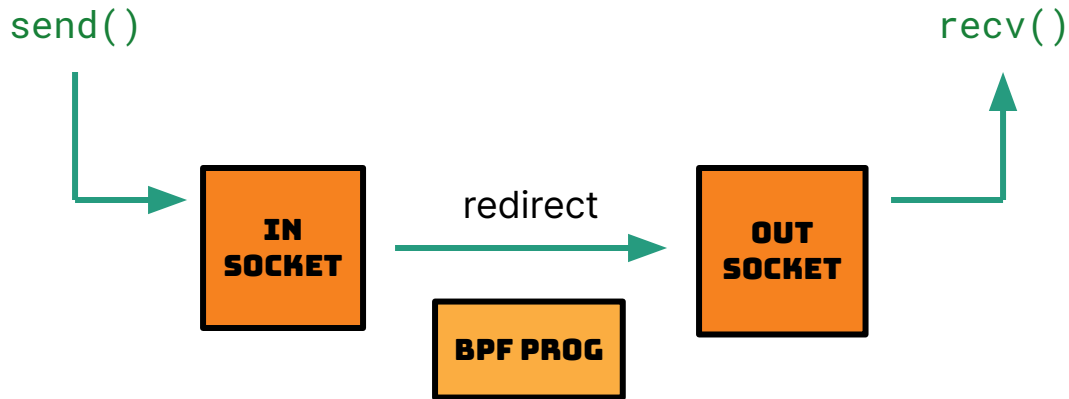 send()
recv()
redirect
IN
SOCKET
OUT
SOCKET
BPF PROG